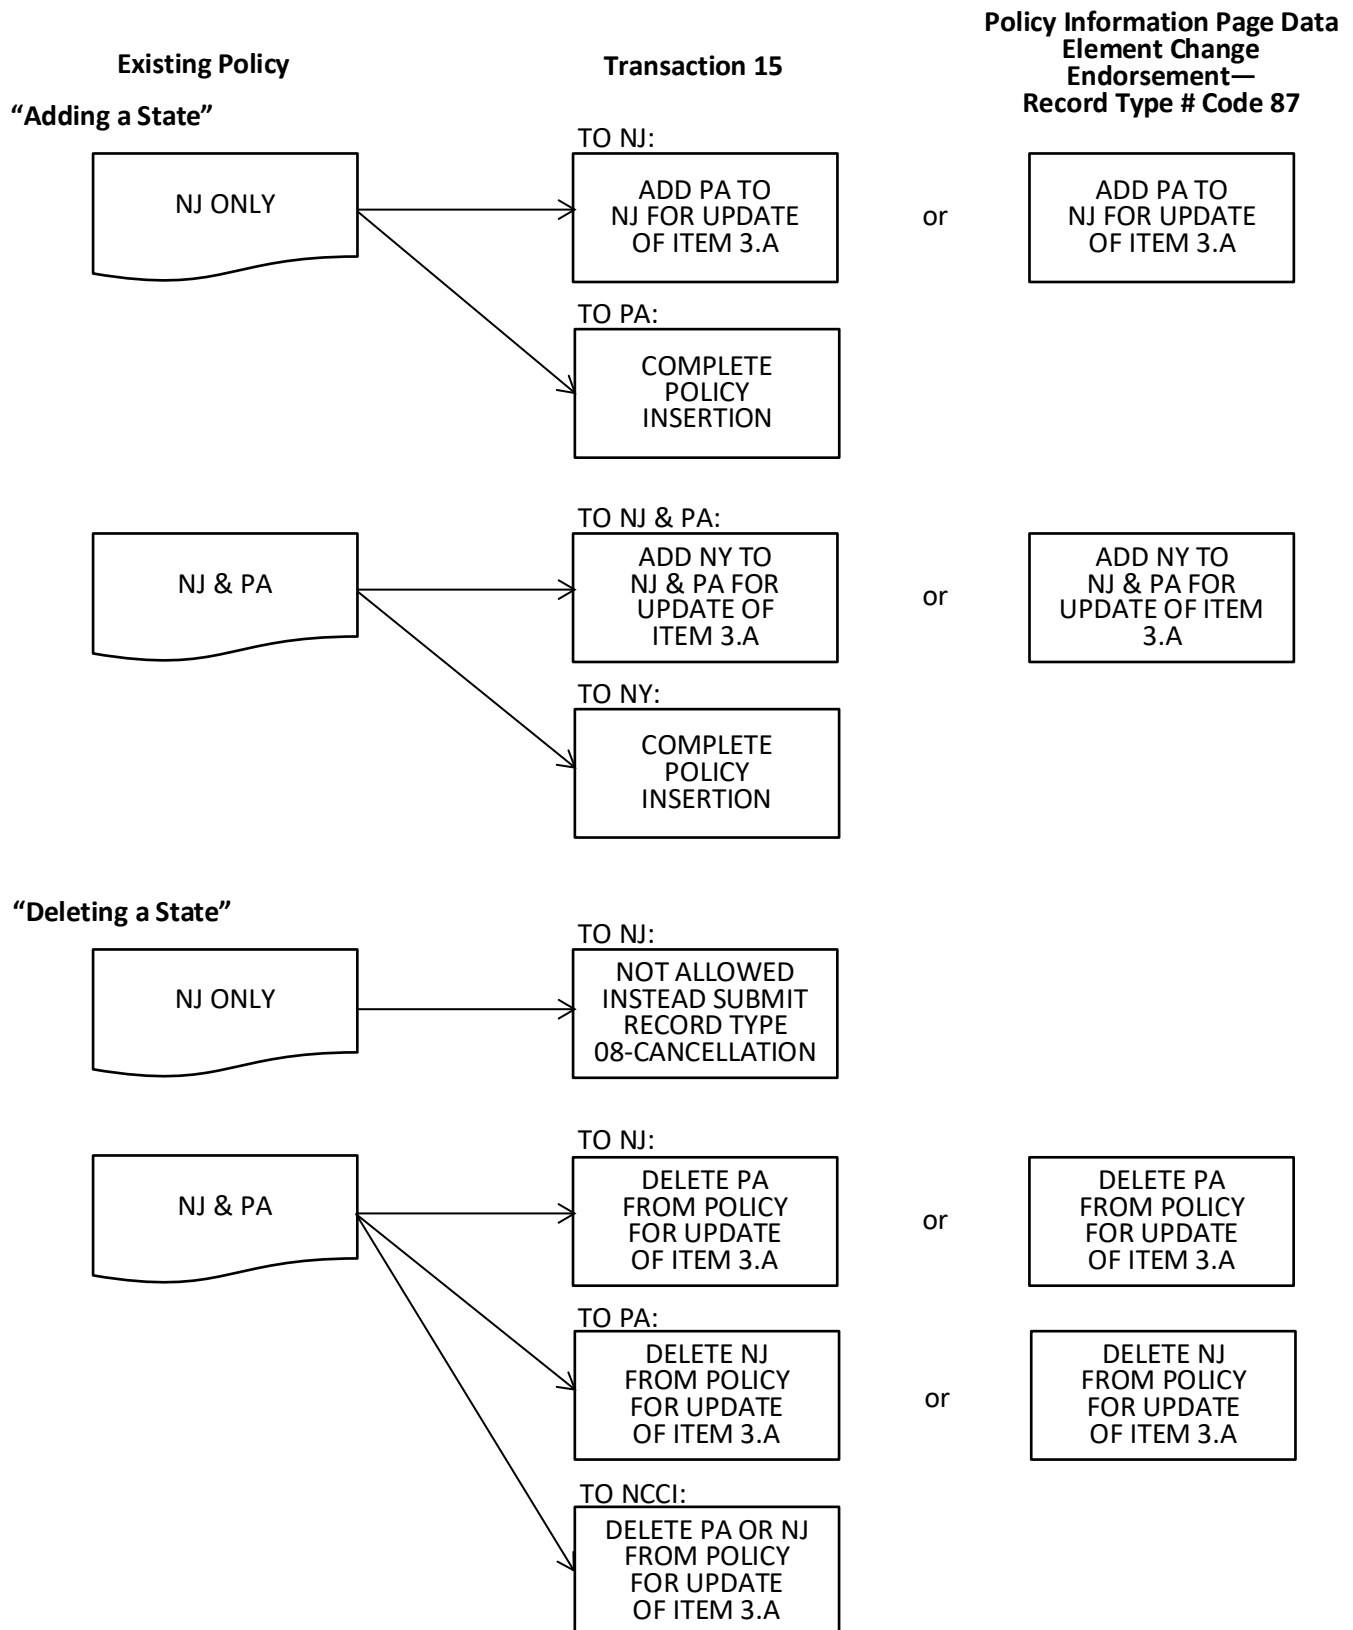 Existing Policy
Transaction 15
Policy Information Page Data
Element Change
Endorsement—
Record Type # Code 87
“Adding a State”
NJ ONLY
TO NJ:
ADD PA TO
NJ FOR UPDATE
OF ITEM 3.A
or
ADD PA TO
NJ FOR UPDATE
OF ITEM 3.A
TO PA:
COMPLETE
POLICY
INSERTION
NJ & PA
TO NJ & PA:
ADD NY TO
NJ & PA FOR
UPDATE OF
ITEM 3.A
or
ADD NY TO
NJ & PA FOR
UPDATE OF ITEM
3.A
TO NY:
COMPLETE
POLICY
INSERTION
“Deleting a State”
NJ ONLY
TO NJ:
NOT ALLOWED
INSTEAD SUBMIT
RECORD TYPE
08-CANCELLATION
NJ & PA
TO NJ:
DELETE PA
FROM POLICY
FOR UPDATE
OF ITEM 3.A
or
DELETE PA
FROM POLICY
FOR UPDATE
OF ITEM 3.A
TO PA:
DELETE NJ
FROM POLICY
FOR UPDATE
OF ITEM 3.A
or
DELETE NJ
FROM POLICY
FOR UPDATE
OF ITEM 3.A
TO NCCI:
DELETE PA OR NJ
FROM POLICY
FOR UPDATE
OF ITEM 3.A